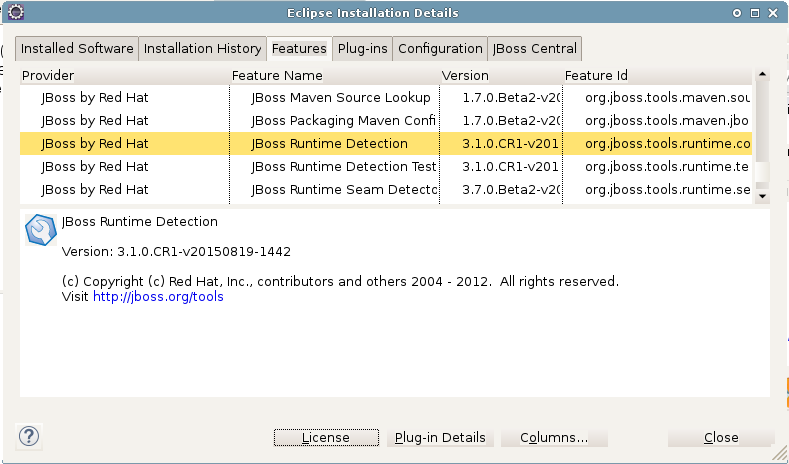 Eclipse Installation Details
Installed Software Installation History Features Plug-ins Configuration JBoss Central
Provider Feature Name Version Feature Id
JBoss by Red Hat JBoss Maven Source Lookup 1.7.0.Beta2-v20 org.jboss.tools.maven.sou
JBoss by Red Hat JBoss Packaging Maven Confi 1.7.0.Beta2-v20 org.jboss.tools.maven.jbo
JBoss by Red Hat JBoss Runtime Detection 3.1.0.CR1-v201 org.jboss.tools.runtime.co
JBoss by Red Hat JBoss Runtime Detection Test 3.1.0.CR1-v201 org.jboss.tools.runtime.te
JBoss by Red Hat JBoss Runtime Seam Detecto 3.7.0.Beta2-v20 org.jboss.tools.runtime.se
JBoss Runtime Detection
Version: 3.1.0.CR1-v20150819-1442
(c) Copyright (c) Red Hat, Inc., contributors and others 2004 - 2012. All rights reserved.
Visit http://jboss.org/tools
? License Plug-in Details Columns... Close